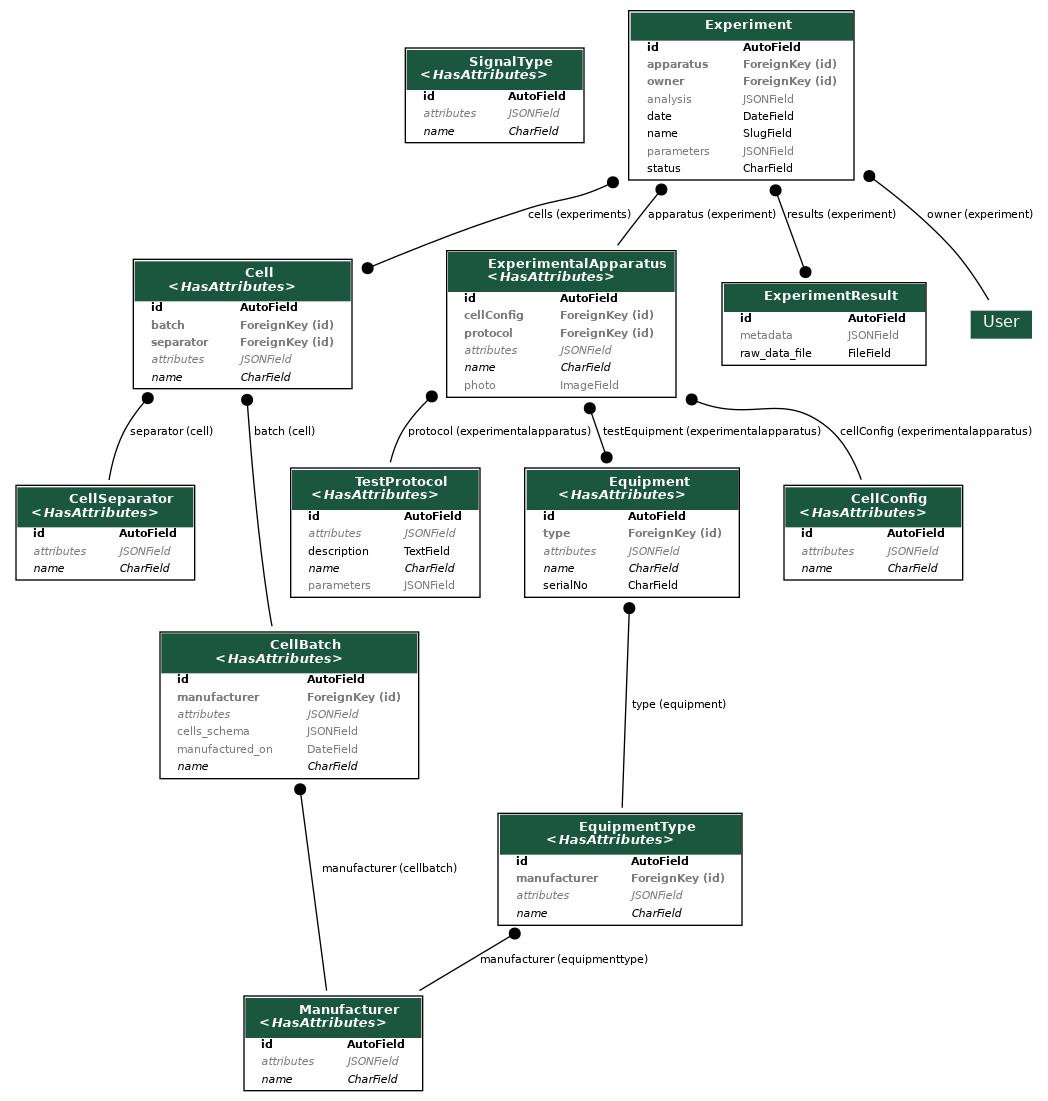 Experiment
id AutoField
apparatus ForeignKey (id)
owner ForeignKey (id)
analysis JSONField
date DateField
name SlugField
parameters JSONField
status CharField
SignalType
<HasAttributes>
id AutoField
attributes JSONField
name CharField
cells (experiments)
apparatus (experiment)
results (experiment)
owner (experiment)
Cell
<HasAttributes>
id AutoField
batch ForeignKey (id)
separator ForeignKey (id)
attributes JSONField
name CharField
ExperimentalApparatus
<HasAttributes>
id AutoField
cellConfig ForeignKey (id)
protocol ForeignKey (id)
attributes JSONField
name CharField
photo ImageField
ExperimentResult
id AutoField
metadata JSONField
raw_data_file FileField
User
separator (cell)
batch (cell)
protocol (experimentalapparatus)
testEquipment (experimentalapparatus)
cellConfig (experimentalapparatus)
CellSeparator
<HasAttributes>
id AutoField
attributes JSONField
name CharField
TestProtocol
<HasAttributes>
id AutoField
attributes JSONField
description TextField
name CharField
parameters JSONField
Equipment
<HasAttributes>
id AutoField
type ForeignKey (id)
attributes JSONField
name CharField
serialNo CharField
CellConfig
<HasAttributes>
id AutoField
attributes JSONField
name CharField
CellBatch
<HasAttributes>
id AutoField
manufacturer ForeignKey (id)
attributes JSONField
cells_schema JSONField
manufactured_on DateField
name CharField
type (equipment)
EquipmentType
<HasAttributes>
id AutoField
manufacturer ForeignKey (id)
attributes JSONField
name CharField
manufacturer (cellbatch)
manufacturer (equipmenttype)
Manufacturer
<HasAttributes>
id AutoField
attributes JSONField
name CharField